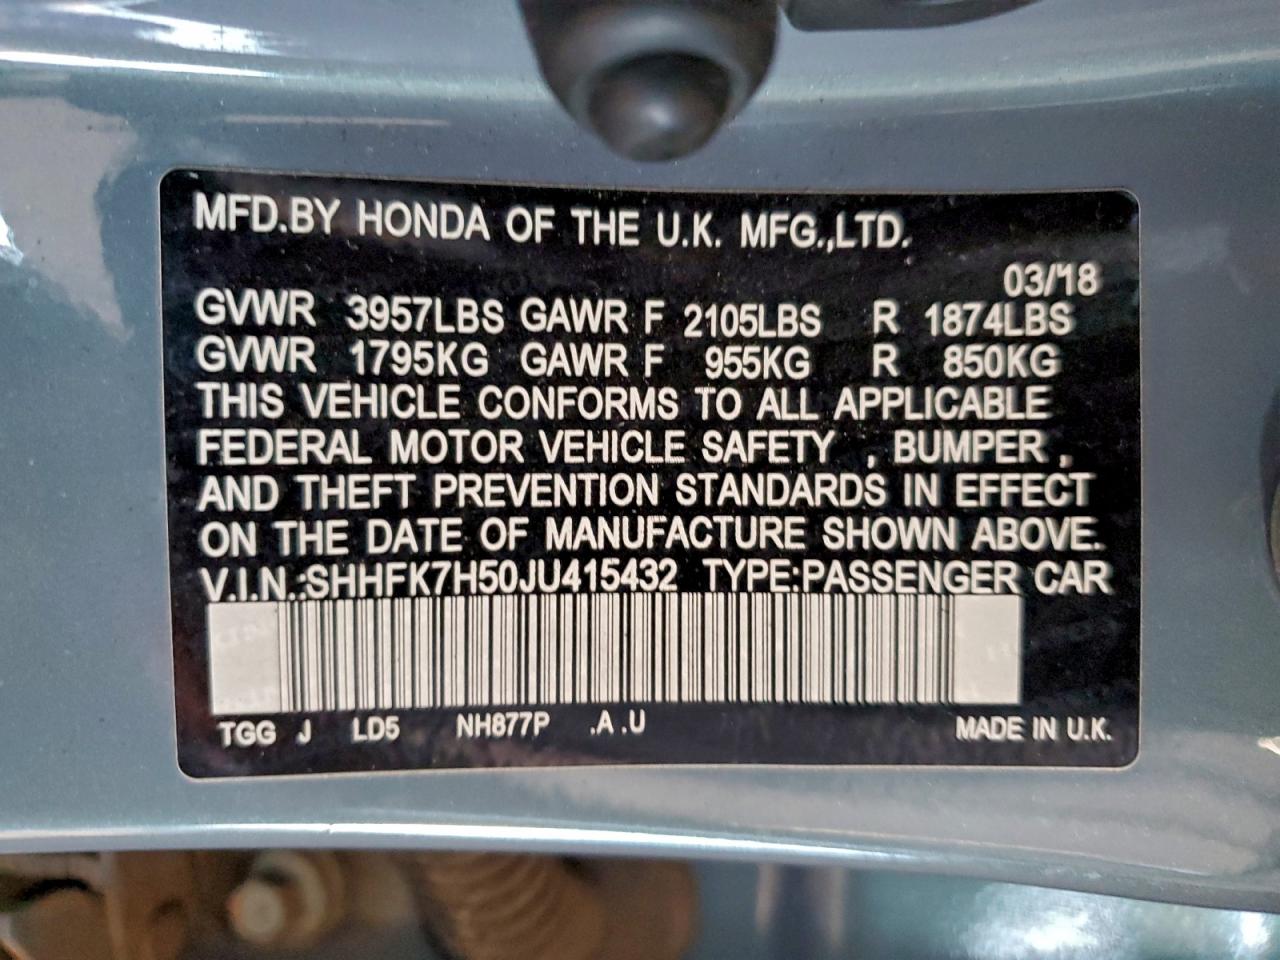 MFD.BY HONDA OF THE U.K. MFG.,LTD.
03/18
GVWR 3957LBS GAWR F 2105LBS R 1874LBS
GVWR 1795KG GAWR F 955KG R 850KG
THIS VEHICLE CONFORMS TO ALL APPLICABLE
FEDERAL MOTOR VEHICLE SAFETY , BUMPER ,
AND THEFT PREVENTION STANDARDS IN EFFECT
ON THE DATE OF MANUFACTURE SHOWN ABOVE.
V.I.N.:SHHFK7H50JU415432 TYPE:PASSENGER CAR
TGG J LD5 NH877P .A .U MADE IN U.K.